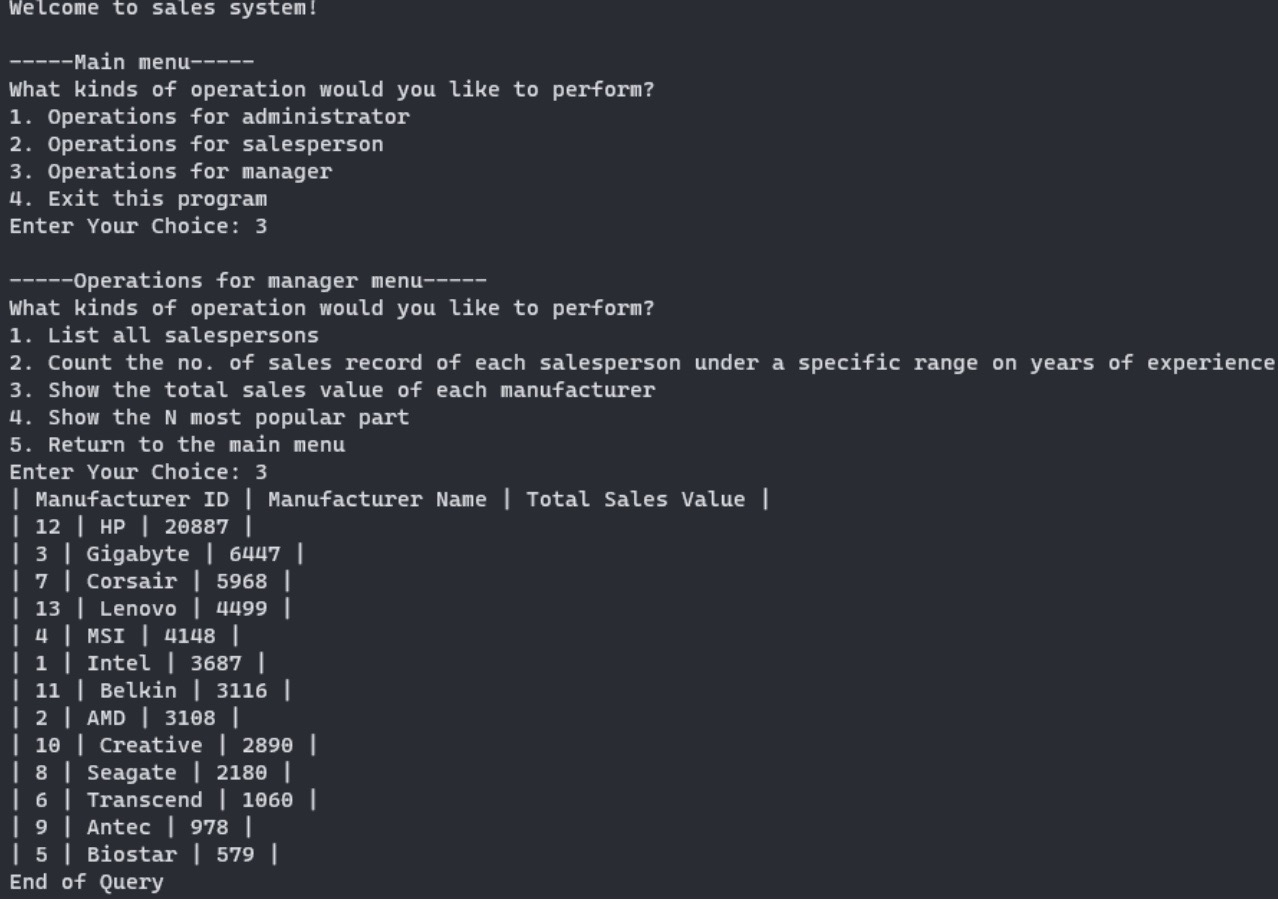 Welcome to sales system!
-----Main menu-----
What kinds of operation would you like to perform?
1. Operations for administrator
2. Operations for salesperson
3. Operations for manager
4. Exit this program
Enter Your Choice: 3
-----Operations for manager menu-----
What kinds of operation would you like to perform?
1. List all salespersons
2. Count the no. of sales record of each salesperson under a specific range on years of experience
3. Show the total sales value of each manufacturer
4. Show the N most popular part
5. Return to the main menu
Enter Your Choice: 3
| Manufacturer ID | Manufacturer Name | Total Sales Value |
| 12 | HP | 20887 |
| 3 | Gigabyte | 6447 |
| 7 | Corsair | 5968 |
| 13 | Lenovo | 4499 |
| 4 | MSI | 4148 |
| 1 | Intel | 3687 |
| 11 | Belkin | 3116 |
| 2 | AMD | 3108 |
| 10 | Creative | 2890 |
| 8 | Seagate | 2180 |
| 6 | Transcend | 1060 |
| 9 | Antec | 978 |
| 5 | Biostar | 579 |
End of Query